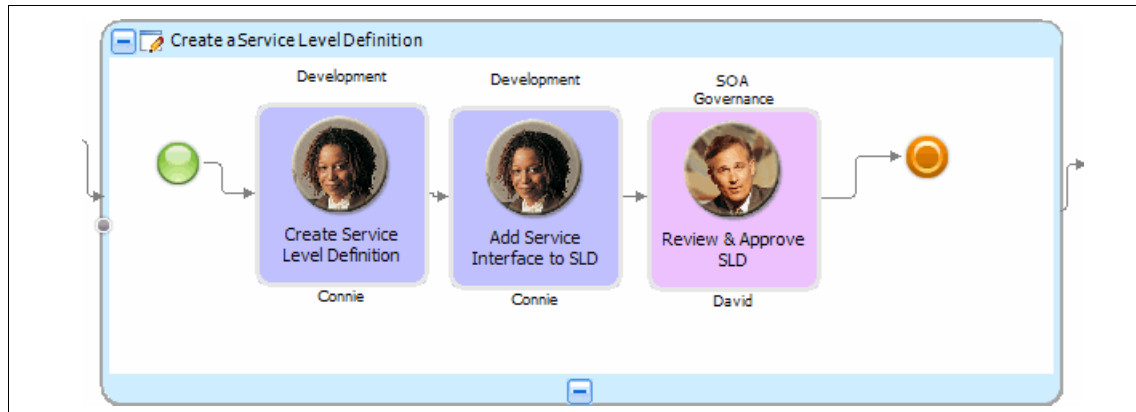 Create a Service Level Definition
Development
Development
SOA
Governance
Create Service
Level Definition
Add Service
Interface to SLD
Review & Approve
SLD
Connie
Connie
David